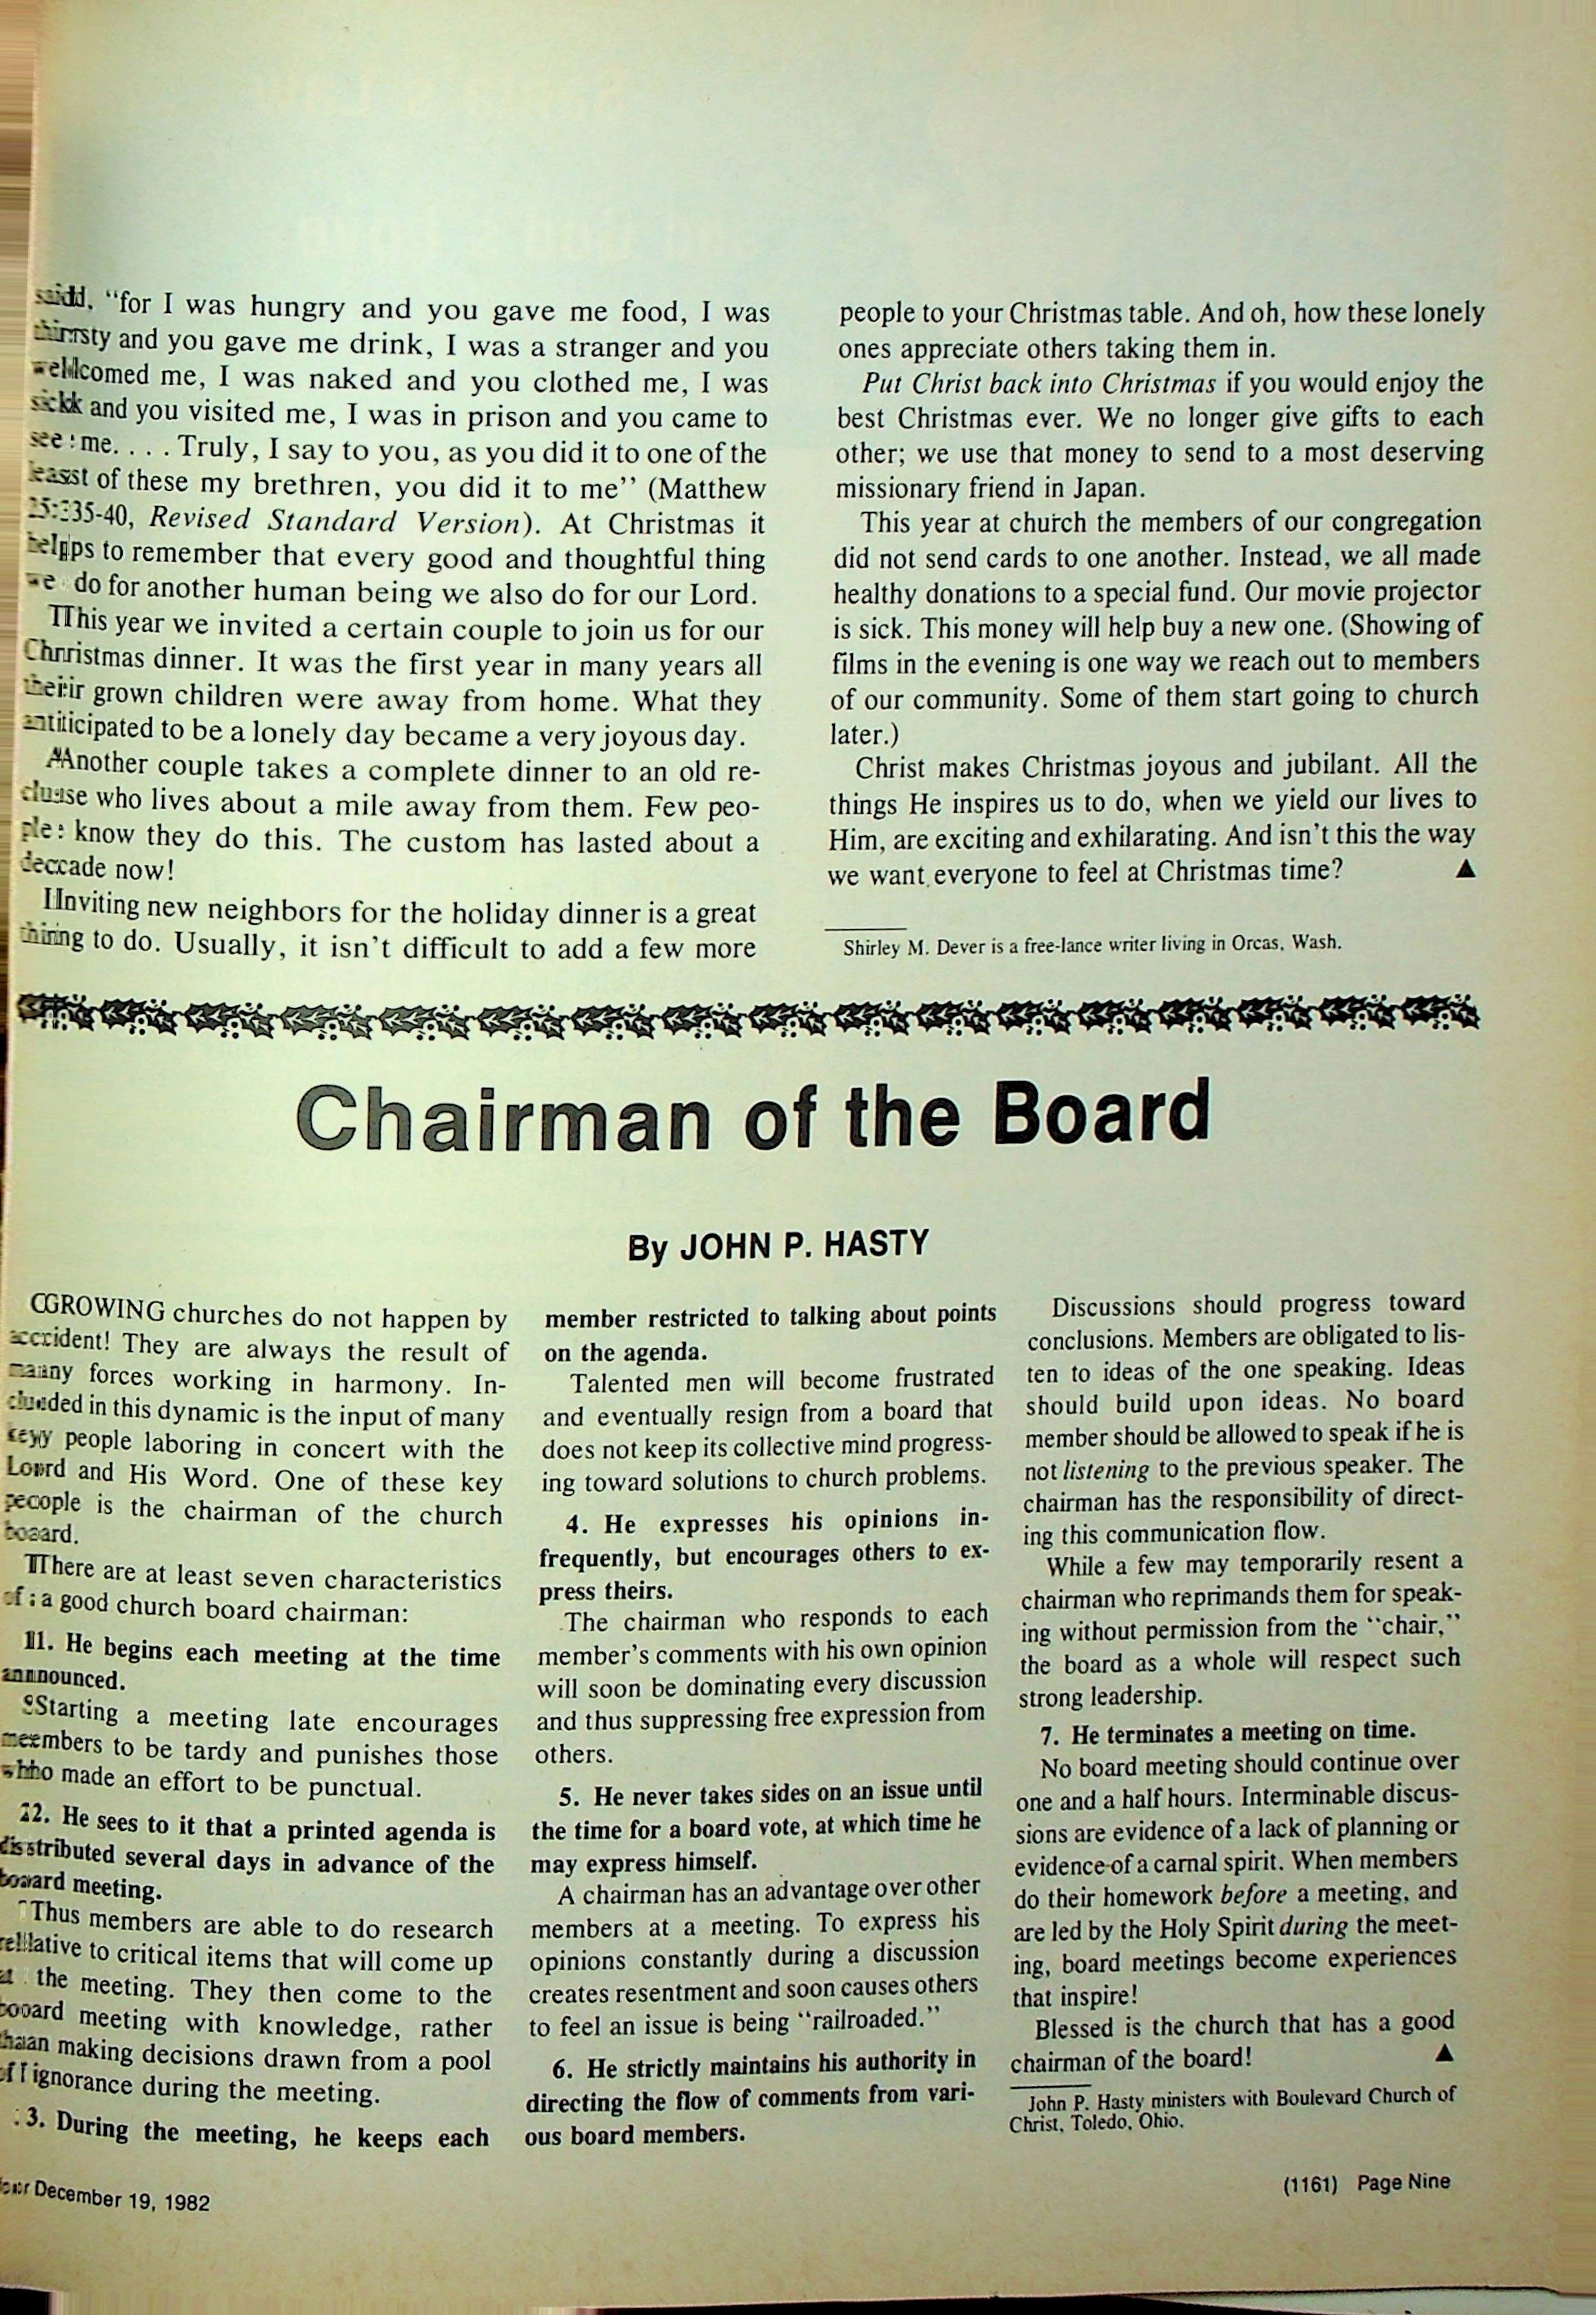 said, “for I was hungry and you gave me food, I was
thirsty and you gave me drink, I was a stranger and you
welcomed me, I was naked and you clothed me, I was
sick and you visited me, I was in prison and you came to
see me. . . . Truly, I say to you, as you did it to one of the
least of these my brethren, you did it to me” (Matthew
25:35-40, Revised Standard Version). At Christmas it
helps to remember that every good and thoughtful thing
we do for another human being we also do for our Lord.
This year we invited a certain couple to join us for our
Christmas dinner. It was the first year in many years all
their grown children were away from home. What they
anticipated to be a lonely day became a very joyous day.
Another couple takes a complete dinner to an old re-
cluse who lives about a mile away from them. Few peo-
ple know they do this. The custom has lasted about a
decade now!
Inviting new neighbors for the holiday dinner is a great
thing to do. Usually, it isn’t difficult to add a few more
people to your Christmas table. And oh, how these lonely
ones appreciate others taking them in.
Put Christ back into Christmas if you would enjoy the
best Christmas ever. We no longer give gifts to each
other; we use that money to send to a most deserving
missionary friend in Japan.
This year at church the members of our congregation
did not send cards to one another. Instead, we all made
healthy donations to a special fund. Our movie projector
is sick. This money will help buy a new one. (Showing of
films in the evening is one way we reach out to members
of our community. Some of them start going to church
later.)
Christ makes Christmas joyous and jubilant. All the
things He inspires us to do, when we yield our lives to
Him, are exciting and exhilarating. And isn’t this the way
we want everyone to feel at Christmas time? ▲
Shirley M. Dever is a free-lance writer living in Orcas, Wash.
Chairman of the Board
By JOHN P. HASTY
GROWING churches do not happen by
accident! They are always the result of
many forces working in harmony. In-
cluded in this dynamic is the input of many
key people laboring in concert with the
Lord and His Word. One of these key
people is the chairman of the church
board.
There are at least seven characteristics
of a good church board chairman:
1. He begins each meeting at the time
announced.
Starting a meeting late encourages
members to be tardy and punishes those
who made an effort to be punctual.
2. He sees to it that a printed agenda is
distributed several days in advance of the
board meeting.
Thus members are able to do research
relative to critical items that will come up
at the meeting. They then come to the
board meeting with knowledge, rather
than making decisions drawn from a pool
of ignorance during the meeting.
3. During the meeting, he keeps each
member restricted to talking about points
on the agenda.
Talented men will become frustrated
and eventually resign from a board that
does not keep its collective mind progress-
ing toward solutions to church problems.
4. He expresses his opinions in-
frequently, but encourages others to ex-
press theirs.
The chairman who responds to each
member’s comments with his own opinion
will soon be dominating every discussion
and thus suppressing free expression from
others.
5. He never takes sides on an issue until
the time for a board vote, at which time he
may express himself.
A chairman has an advantage over other
members at a meeting. To express his
opinions constantly during a discussion
creates resentment and soon causes others
to feel an issue is being “railroaded.”
6. He strictly maintains his authority in
directing the flow of comments from vari-
ous board members.
Discussions should progress toward
conclusions. Members are obligated to lis-
ten to ideas of the one speaking. Ideas
should build upon ideas. No board
member should be allowed to speak if he is
not listening to the previous speaker. The
chairman has the responsibility of direct-
ing this communication flow.
While a few may temporarily resent a
chairman who reprimands them for speak-
ing without permission from the “chair,”
the board as a whole will respect such
strong leadership.
7. He terminates a meeting on time.
No board meeting should continue over
one and a half hours. Interminable discus-
sions are evidence of a lack of planning or
evidence of a carnal spirit. When members
do their homework before a meeting, and
are led by the Holy Spirit during the meet-
ing, board meetings become experiences
that inspire!
Blessed is the church that has a good
chairman of the board! ▲
John P. Hasty ministers with Boulevard Church of
Christ, Toledo, Ohio.
December 19, 1982
(1161) Page Nine